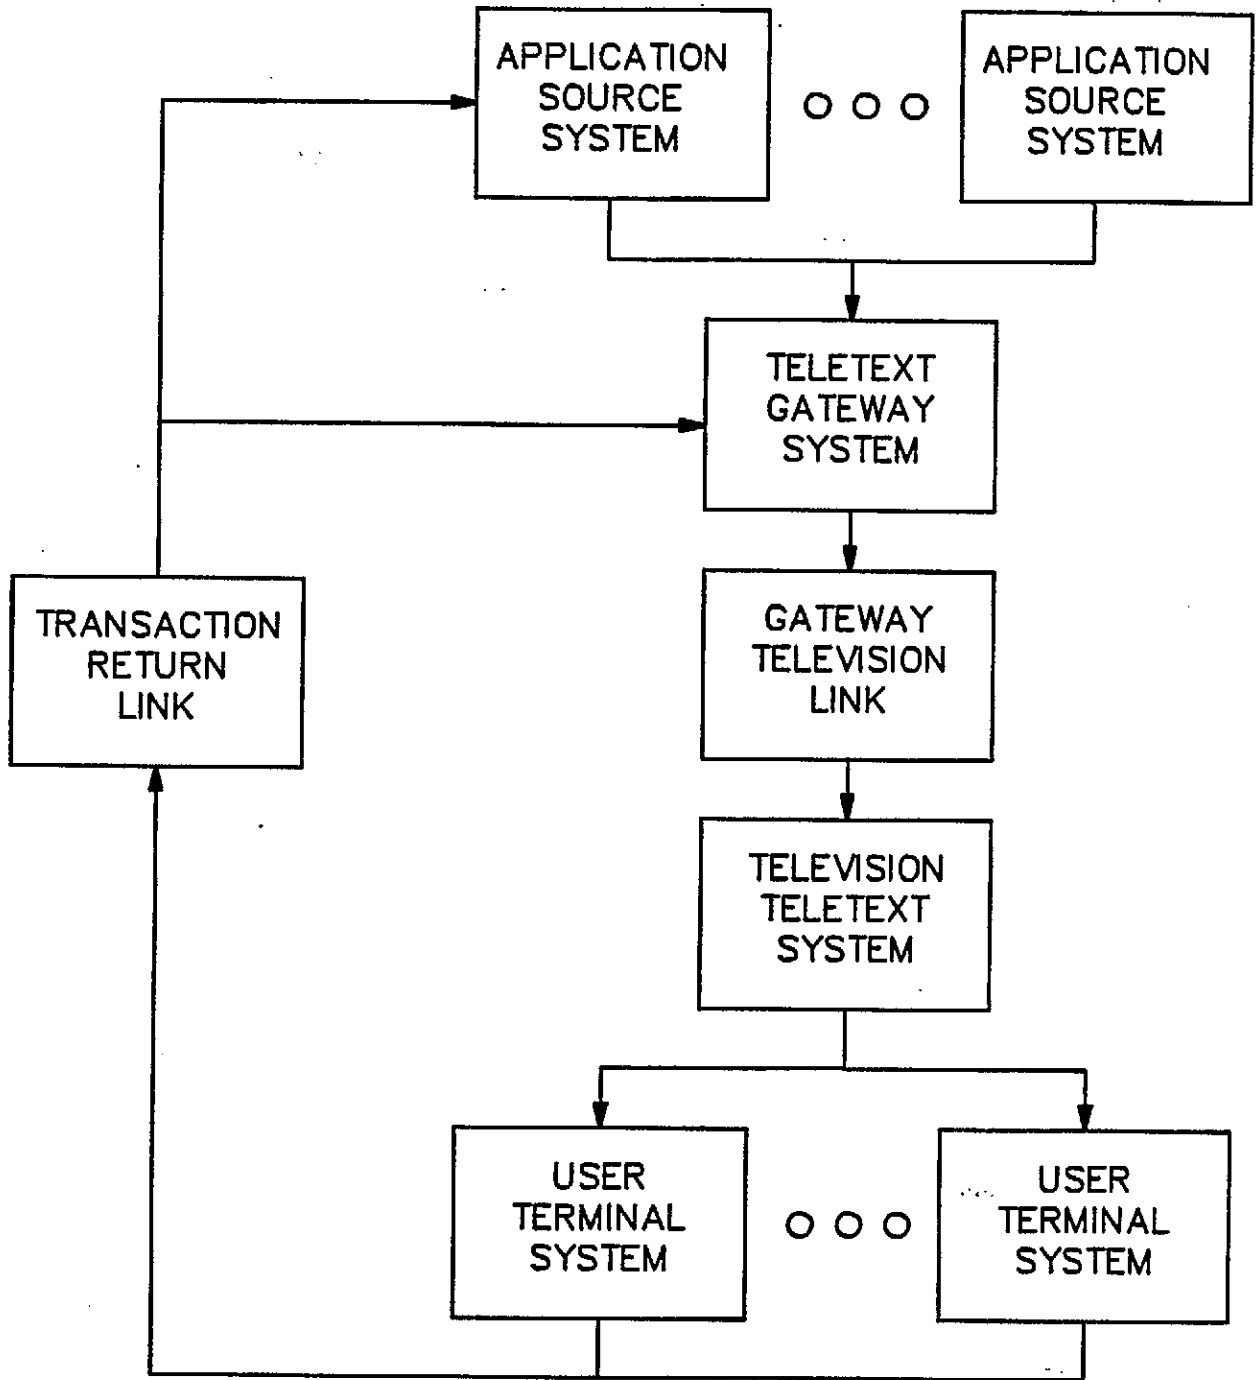 APPLICATION
SOURCE
SYSTEM
APPLICATION
SOURCE
SYSTEM
TELETEXT
GATEWAY
SYSTEM
TRANSACTION
RETURN
LINK
GATEWAY
TELEVISION
LINK
TELEVISION
TELETEXT
SYSTEM
USER
TERMINAL
SYSTEM
USER
TERMINAL
SYSTEM